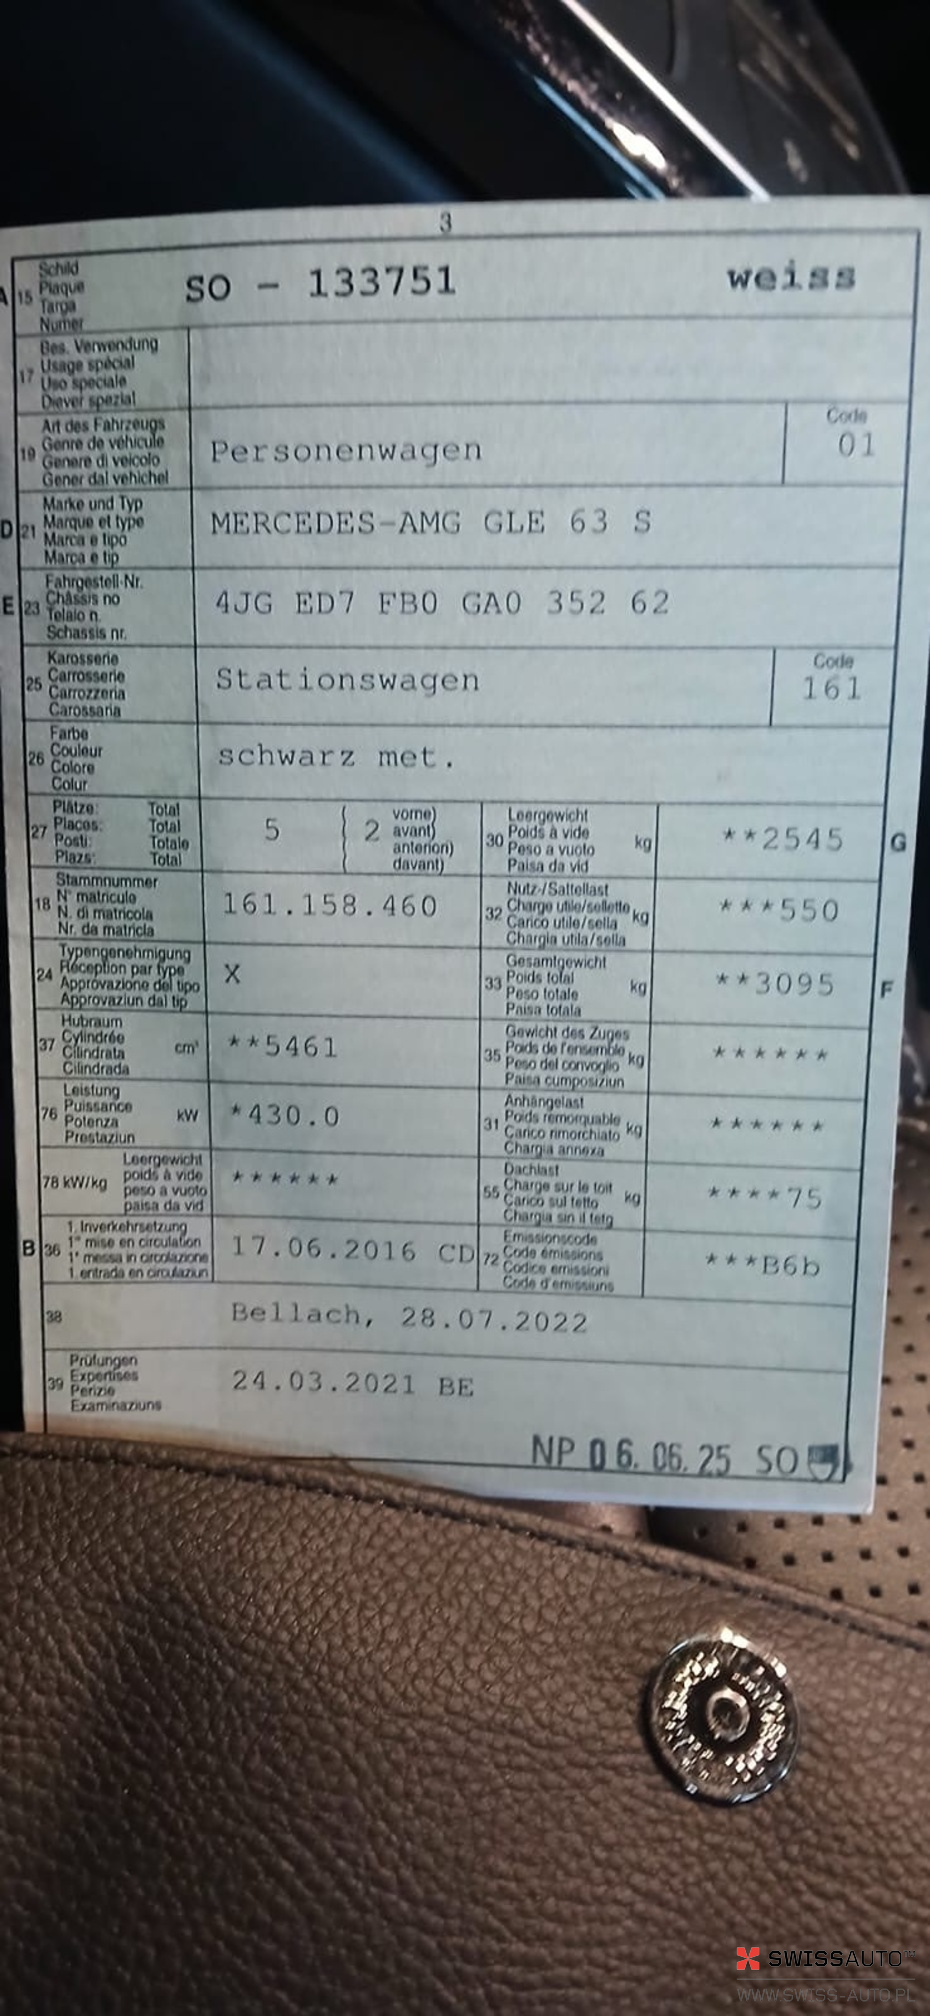 3
A 15 Schild
Plaque
Targa
Numer
SO - 133751 weiss
17 Bes. Verwendung
Usage spécial
Uso speciale
Diever spezial
19 Art des Fahrzeugs
Genre de véhicule
Genere di veicolo
Gener dal vehichel
Personenwagen
Code
01
D 21 Marke und Typ
Marque et type
Marca e tipo
Marca e tip
MERCEDES-AMG GLE 63 S
E 23 Fahrgestell-Nr.
Châssis no
Telaio n.
Schassis nr.
4JG ED7 FB0 GA0 352 62
25 Karosserie
Carrosserie
Carrozzeria
Carossaria
Stationswagen
Code
161
26 Farbe
Couleur
Colore
Colur
schwarz met.
27 Plätze: Total
Places: Total
Posti: Totale
Plazs: Total
5 ( 2 vorne)
avant)
anteriori)
davant)
30 Leergewicht
Poids à vide
Peso a vuoto
Paisa da vid
kg
**2545 G
18 Stammnummer
N° matricule
N. di matricola
Nr. da matricla
161.158.460
32 Nutz-/Sattellast
Charge utile/sellette
Carico utile/sella
Chargia utila/sella
kg
***550
24 Typengenehmigung
Réception par type
Approvazione del tipo
Approvaziun dal tip
X
33 Gesamtgewicht
Poids total
Peso totale
Paisa totala
kg
**3095 F
37 Hubraum
Cylindrée
Cilindrata
Cilindrada
cm³
**5461
35 Gewicht des Zuges
Poids de l'ensemble
Peso del convoglio
Paisa cumposiziun
kg
******
76 Leistung
Puissance
Potenza
Prestaziun
kW
*430.0
31 Anhängelast
Poids remorquable
Carico rimorchiato
Chargia annexa
kg
******
78 kW/kg Leergewicht
poids à vide
peso a vuoto
paisa da vid
******
55 Dachlast
Charge sur le toit
Carico sul tetto
Chargia sin il tetg
kg
****75
B 36 1. Inverkehrsetzung
1re mise en circulation
1a messa in circolazione
1. entrada en circulaziun
17.06.2016 CD
72 Emissionscode
Code émissions
Codice emissioni
Code d'emissiuns
***B6b
38 Bellach, 28.07.2022
39 Prüfungen
Expertises
Perizie
Examinaziuns
24.03.2021 BE
NP 06.06.25 SO
SWISSAUTO
WWW.SWISS-AUTO.PL